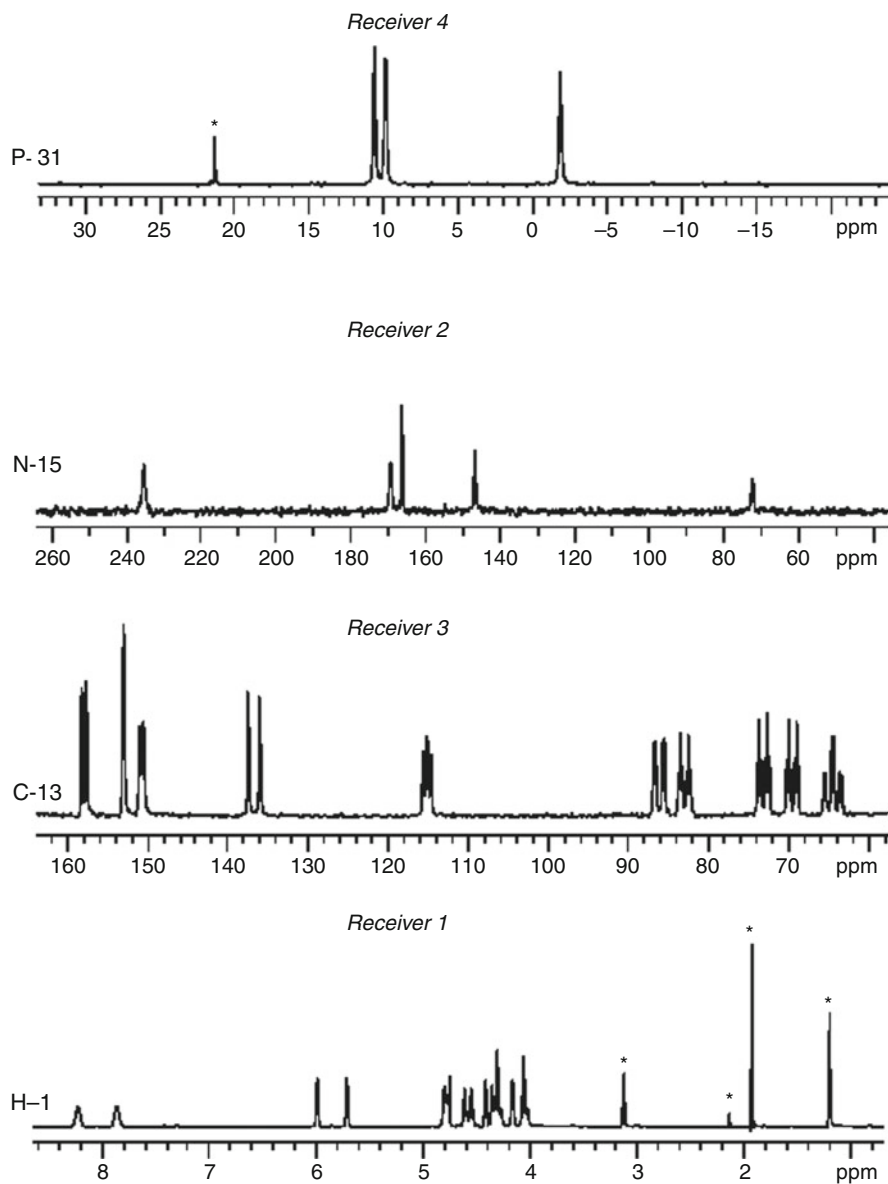 Receiver 4
*
P- 31
30 25 20 15 10 5 0 –5 –10 –15 ppm
Receiver 2
N-15
260 240 220 200 180 160 140 120 100 80 60 ppm
Receiver 3
C-13
160 150 140 130 120 110 100 90 80 70 ppm
Receiver 1
*
*
*
*
H–1
8 7 6 5 4 3 2 ppm